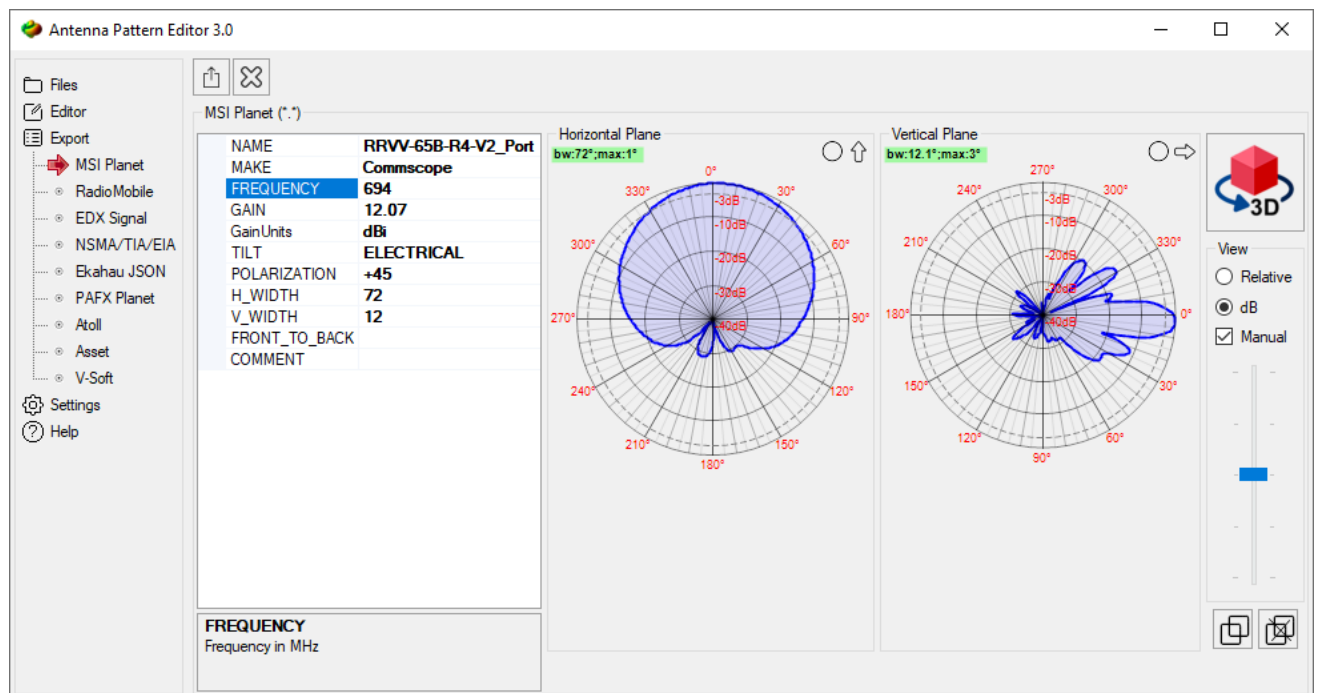 Antenna Pattern Editor 3.0
Files
Editor
Export
MSI Planet
RadioMobile
EDX Signal
NSMA/TIA/EIA
Ekahau JSON
PAFX Planet
Atoll
Asset
V-Soft
Settings
Help
MSI Planet (*.*)
NAME RRVV-65B-R4-V2_Port
MAKE Commscope
FREQUENCY 694
GAIN 12.07
GainUnits dBi
TILT ELECTRICAL
POLARIZATION +45
H_WIDTH 72
V_WIDTH 12
FRONT_TO_BACK
COMMENT
FREQUENCY
Frequency in MHz
Horizontal Plane
bw:72°;max:1°
0°
330° 30°
-3dB
-10dB
300° 60°
-20dB
-30dB
270° 90°
-40dB
240° 120°
210° 150°
180°
Vertical Plane
bw:12.1°;max:3°
270°
240° 300°
-3dB
-10dB
210° 330°
-20dB
-30dB
180° 0°
-40dB
150° 30°
120° 60°
90°
3D
View
Relative
dB
Manual